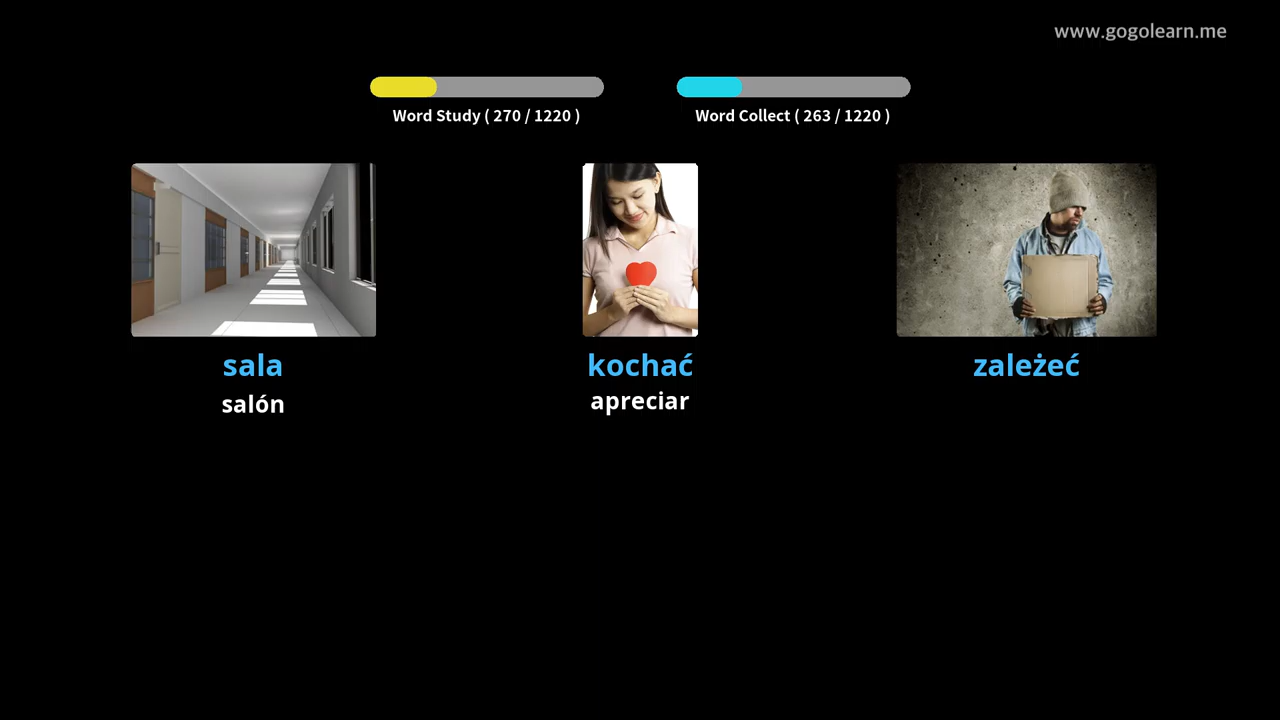 www.gogolearn.me
Word Study ( 270 / 1220 )
Word Collect ( 263 / 1220 )
sala
salón
kochać
apreciar
zależeć